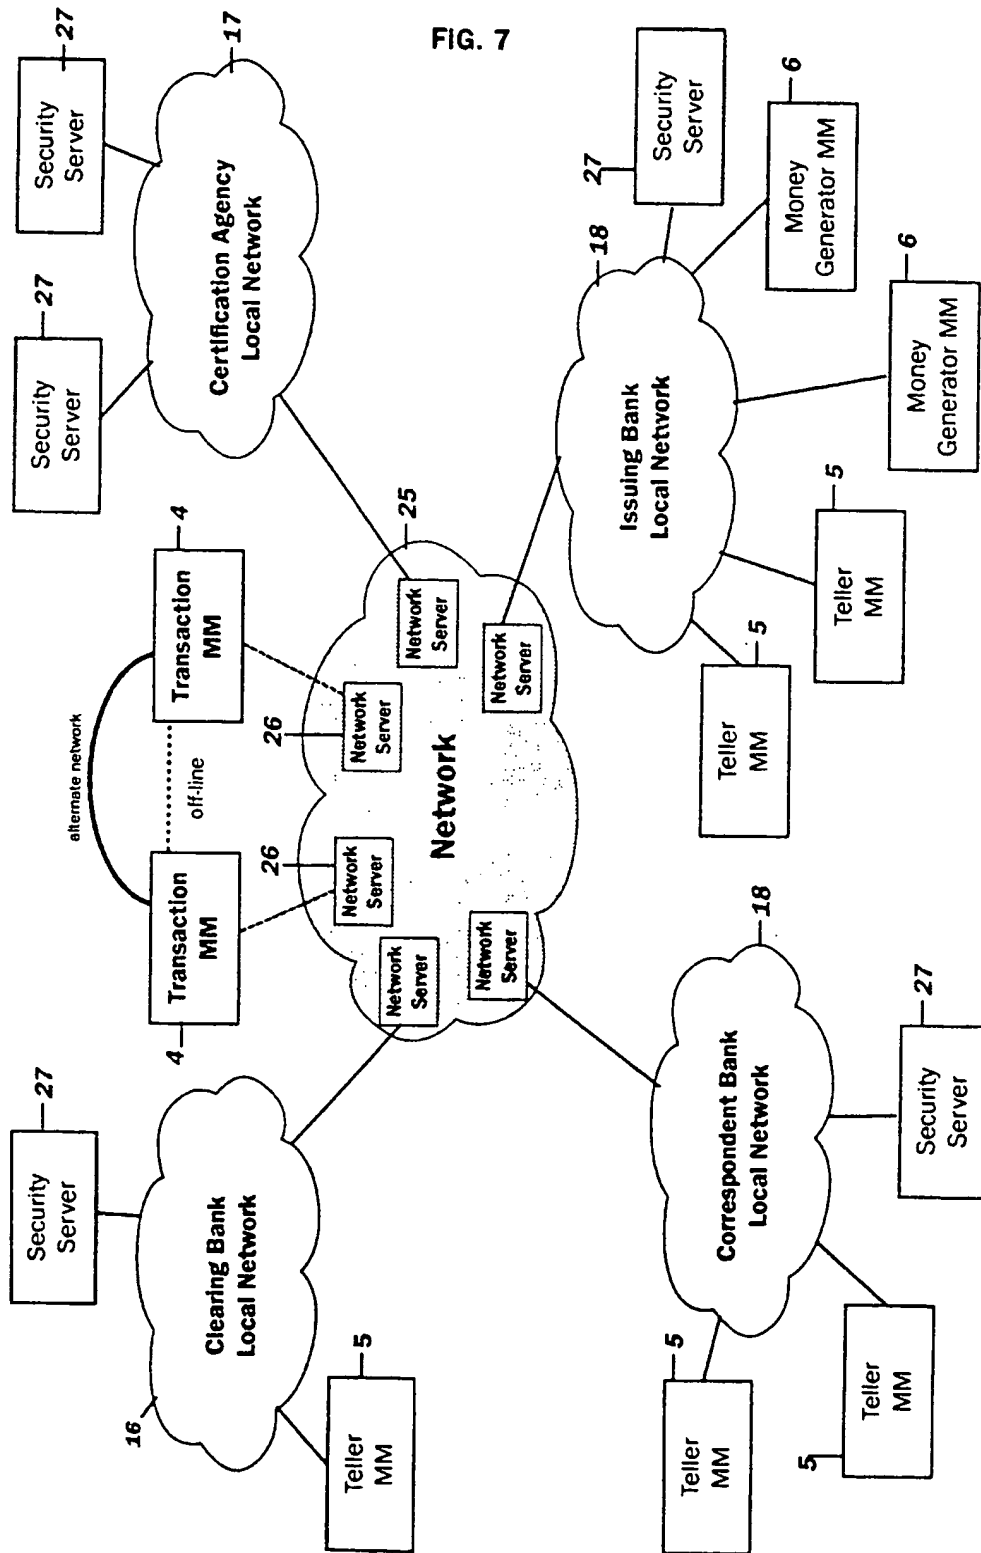 FIG. 7
Security
Server
27
Clearing Bank
Local Network
16
Teller
MM
5
alternate network
off-line
Transaction
MM
4
Transaction
MM
4
Security
Server
27
Security
Server
27
Certification Agency
Local Network
17
Network
25
Network
Server
Network
Server
26
Network
Server
26
Network
Server
Network
Server
Network
Server
Correspondent Bank
Local Network
18
Teller
MM
5
Teller
MM
5
Security
Server
27
Issuing Bank
Local Network
18
Teller
MM
5
Teller
MM
5
Money
Generator MM
6
Money
Generator MM
6
Security
Server
27